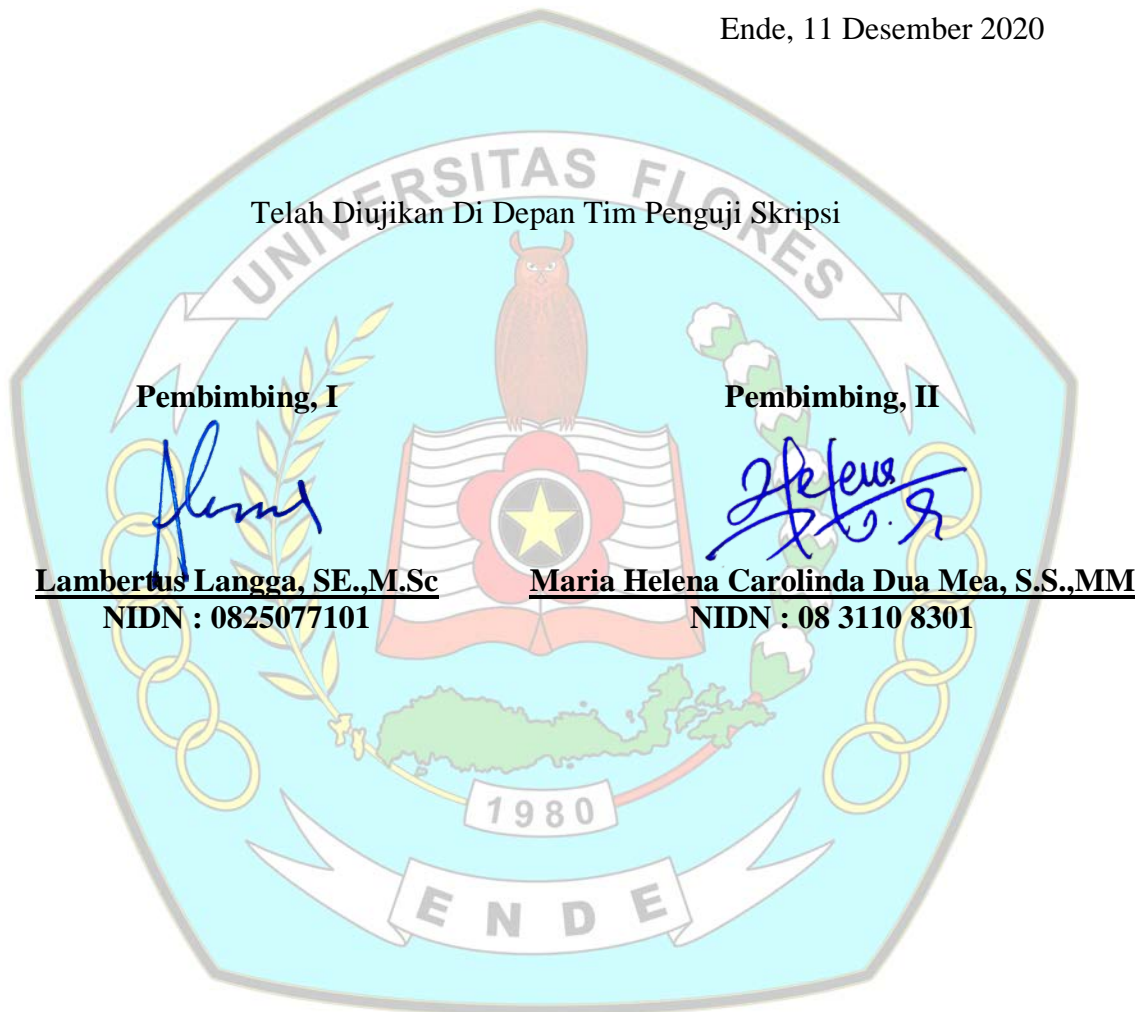 Ende, 11 Desember 2020
UNIVERSITAS FLORES
Telah Diujikan Di Depan Tim Penguji Skripsi
Pembimbing, I
Pembimbing, II
Lambertus Langga, SE.,M.Sc
Maria Helena Carolinda Dua Mea, S.S.,MM
NIDN : 0825077101
NIDN : 08 3110 8301
1980
ENDE